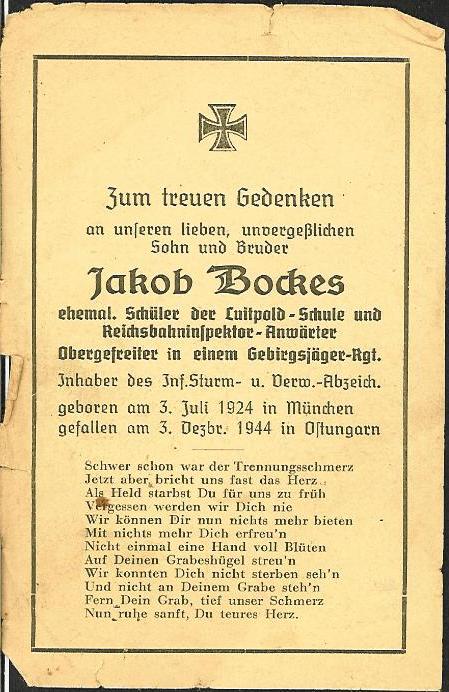 Zum treuen Gedenken
an unseren lieben, unvergeßlichen
Sohn und Bruder
Jakob Bockes
ehemal. Schüler der Luitpold-Schule und
Reichsbahninspektor-Anwärter
Obergefreiter in einem Gebirgsjäger-Rgt.
Inhaber des Inf.Sturm- u. Verw.-Abzeich.
geboren am 3. Juli 1924 in München
gefallen am 3. Dezbr. 1944 in Ostungarn
Schwer schon war der Trennungsschmerz
Jetzt aber bricht uns fast das Herz.
Als Held starbst Du für uns zu früh
Vergessen werden wir Dich nie
Wir können Dir nun nichts mehr bieten
Mit nichts mehr Dich erfreu'n
Nicht einmal eine Hand voll Blüten
Auf Deinen Grabeshügel streu'n
Wir konnten Dich nicht sterben seh'n
Und nicht an Deinem Grabe steh'n
Fern Dein Grab, tief unser Schmerz
Nun ruhe sanft, Du teures Herz.